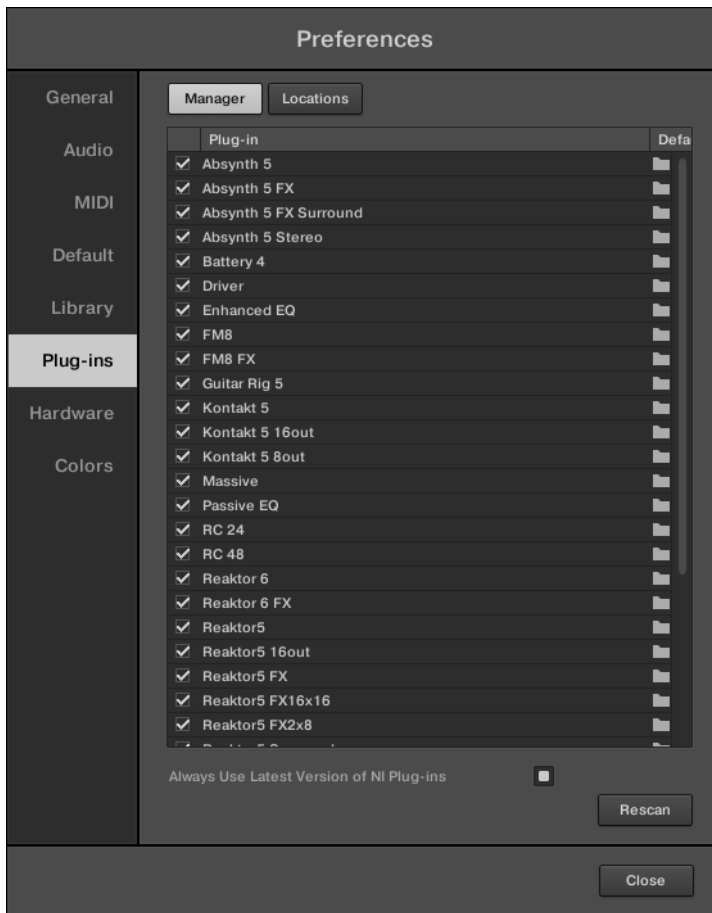 Preferences
General
Audio
MIDI
Default
Library
Plug-ins
Hardware
Colors
Manager Locations
Plug-in Defa
Absynth 5
Absynth 5 FX
Absynth 5 FX Surround
Absynth 5 Stereo
Battery 4
Driver
Enhanced EQ
FM8
FM8 FX
Guitar Rig 5
Kontakt 5
Kontakt 5 16out
Kontakt 5 8out
Massive
Passive EQ
RC 24
RC 48
Reaktor 6
Reaktor 6 FX
Reaktor5
Reaktor5 16out
Reaktor5 FX
Reaktor5 FX16x16
Reaktor5 FX2x8
Always Use Latest Version of NI Plug-ins
Rescan
Close